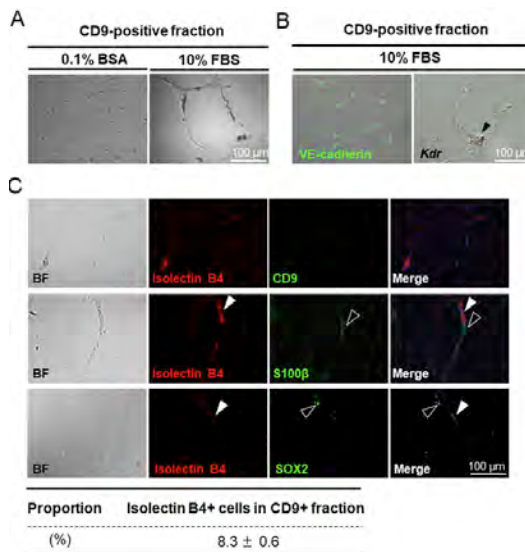 A
CD9-positive fraction
0.1% BSA 10% FBS
100 μm
B
CD9-positive fraction
10% FBS
VE-cadherin
Kdr
100 μm
C
BF Isolectin B4 CD9 Merge
BF Isolectin B4 S100β Merge
BF Isolectin B4 SOX2 Merge
100 μm
Proportion Isolectin B4+ cells in CD9+ fraction
(%) 8.3 ± 0.6